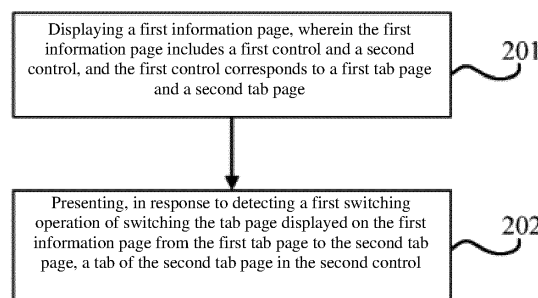 Displaying a first information page, wherein the first
information page includes a first control and a second
control, and the first control corresponds to a first tab page
and a second tab page
201
Presenting, in response to detecting a first switching
operation of switching the tab page displayed on the first
information page from the first tab page to the second tab
page, a tab of the second tab page in the second control
202